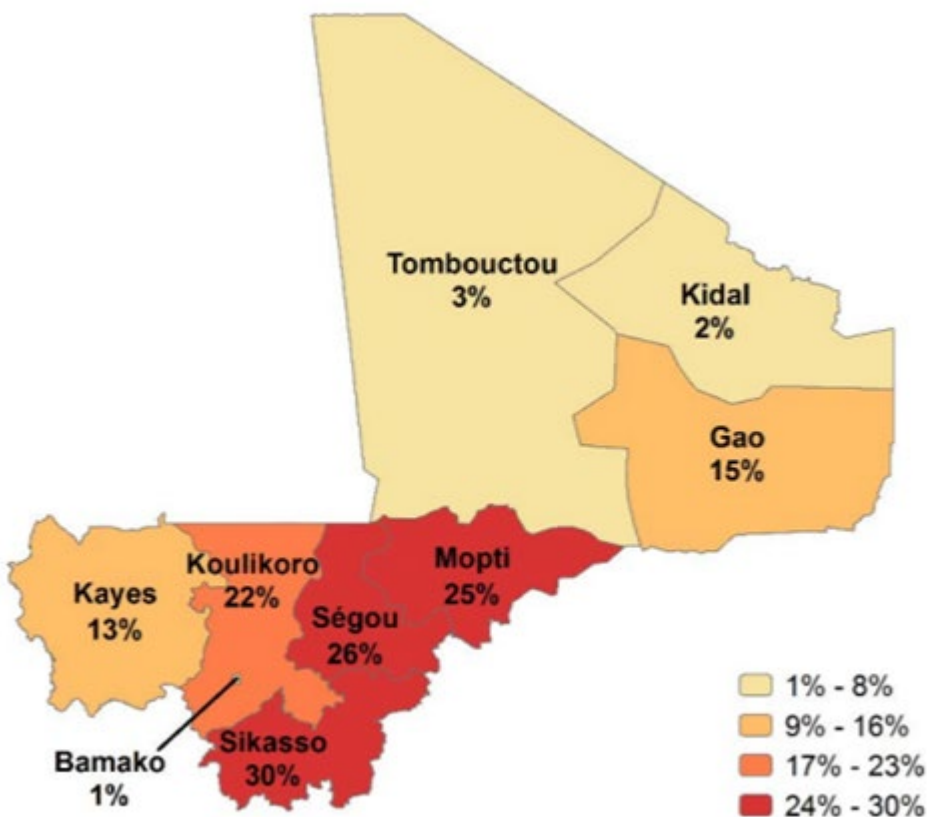 Tombouctou
3%
Kidal
2%
Gao
15%
Mopti
25%
Koulikoro
22%
Kayes
13%
Ségou
26%
Sikasso
30%
Bamako
1%
1% - 8%
9% - 16%
17% - 23%
24% - 30%